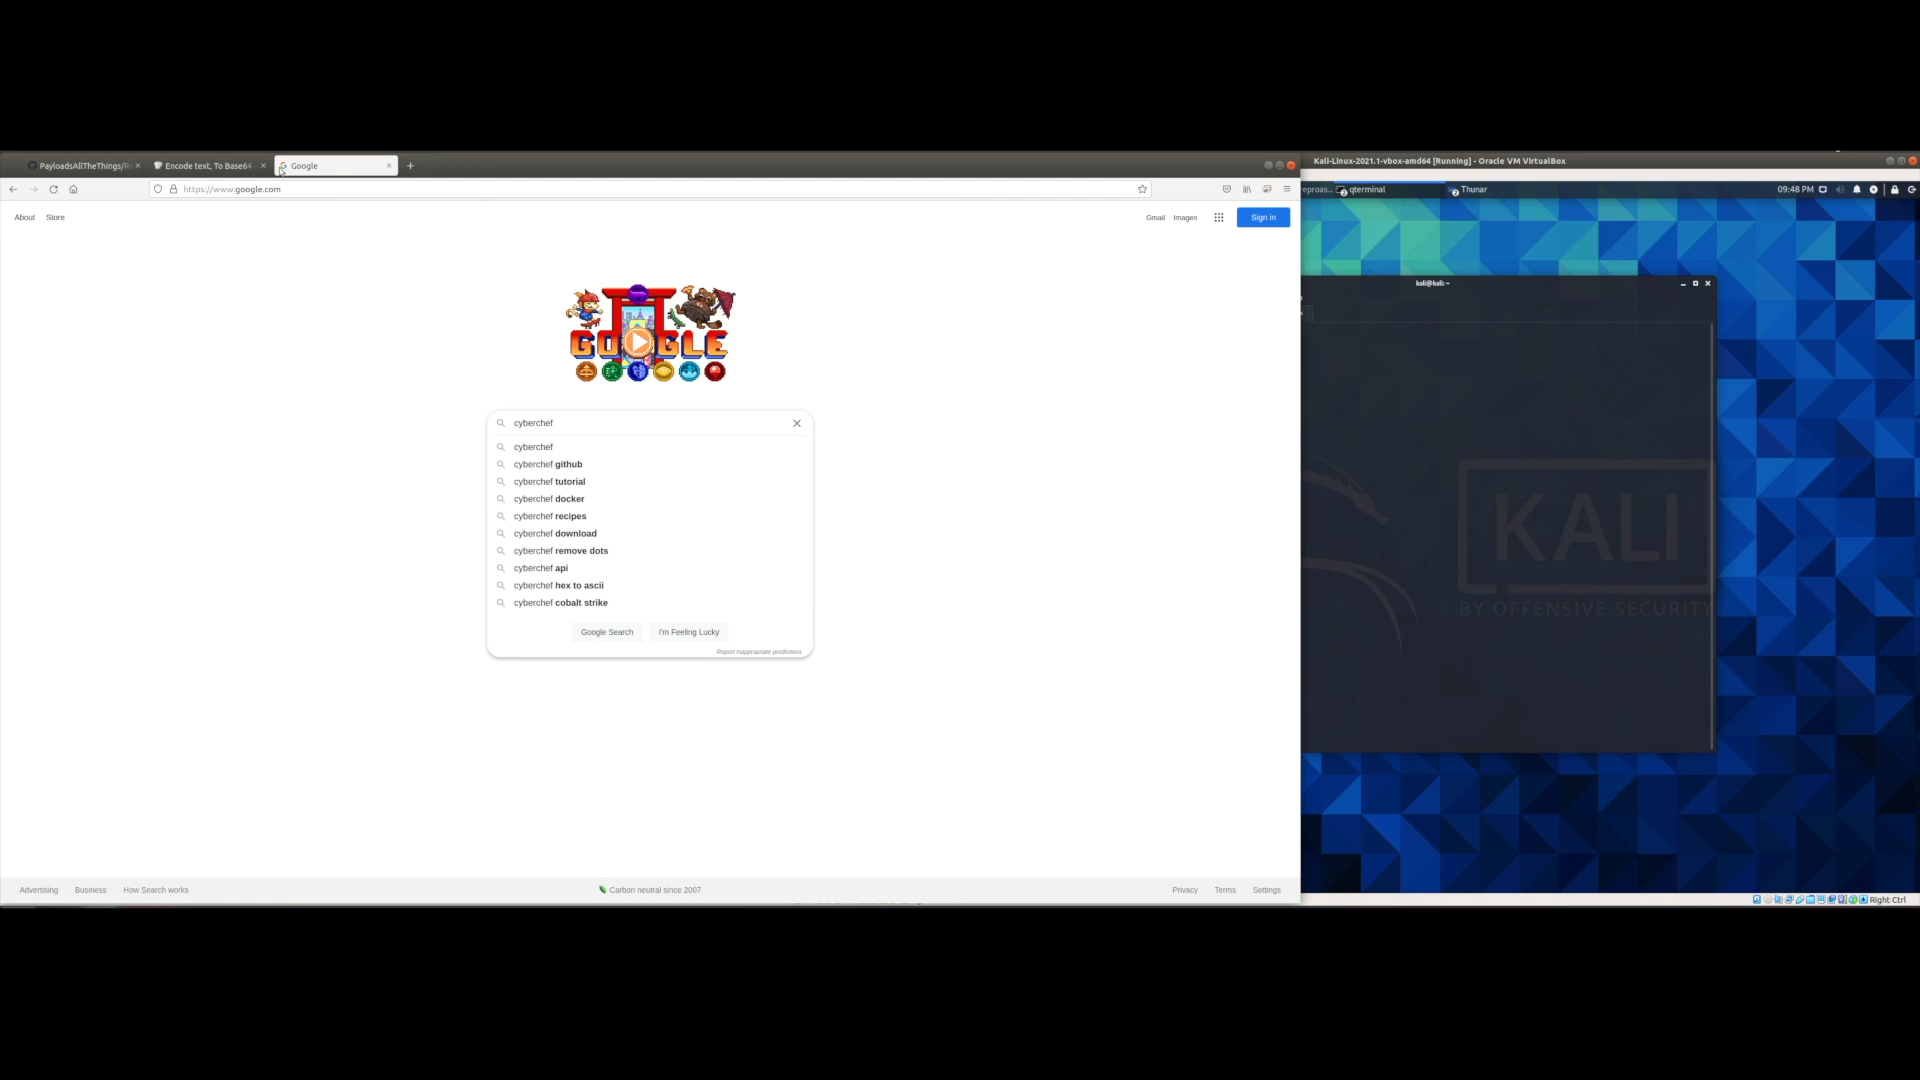 PayloadsAllTheThings/R
Encode text, To Base64
Google
Kali-Linux-2021.1-vbox-amd64 [Running] - Oracle VM VirtualBox
https://www.google.com
qterminal
Thunar
09:48 PM
About
Store
Gmail
Images
Sign in
kali@kali: ~
GOOGLE
cyberchef
cyberchef
cyberchef github
cyberchef tutorial
cyberchef docker
cyberchef recipes
cyberchef download
cyberchef remove dots
cyberchef api
cyberchef hex to ascii
cyberchef cobalt strike
Google Search
I'm Feeling Lucky
Report inappropriate predictions
KALI
BY OFFENSIVE SECURITY
Advertising
Business
How Search works
Carbon neutral since 2007
Privacy
Terms
Settings
Right Ctrl